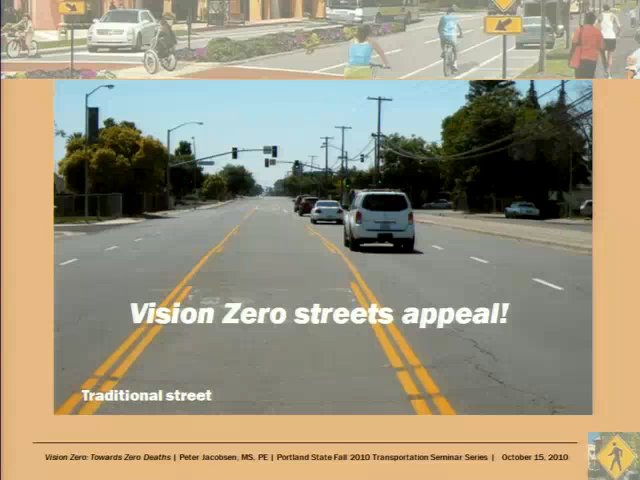 Vision Zero streets appeal!
Traditional street
Vision Zero: Towards Zero Deaths | Peter Jacobsen, MS, PE | Portland State Fall 2010 Transportation Seminar Series | October 15, 2010